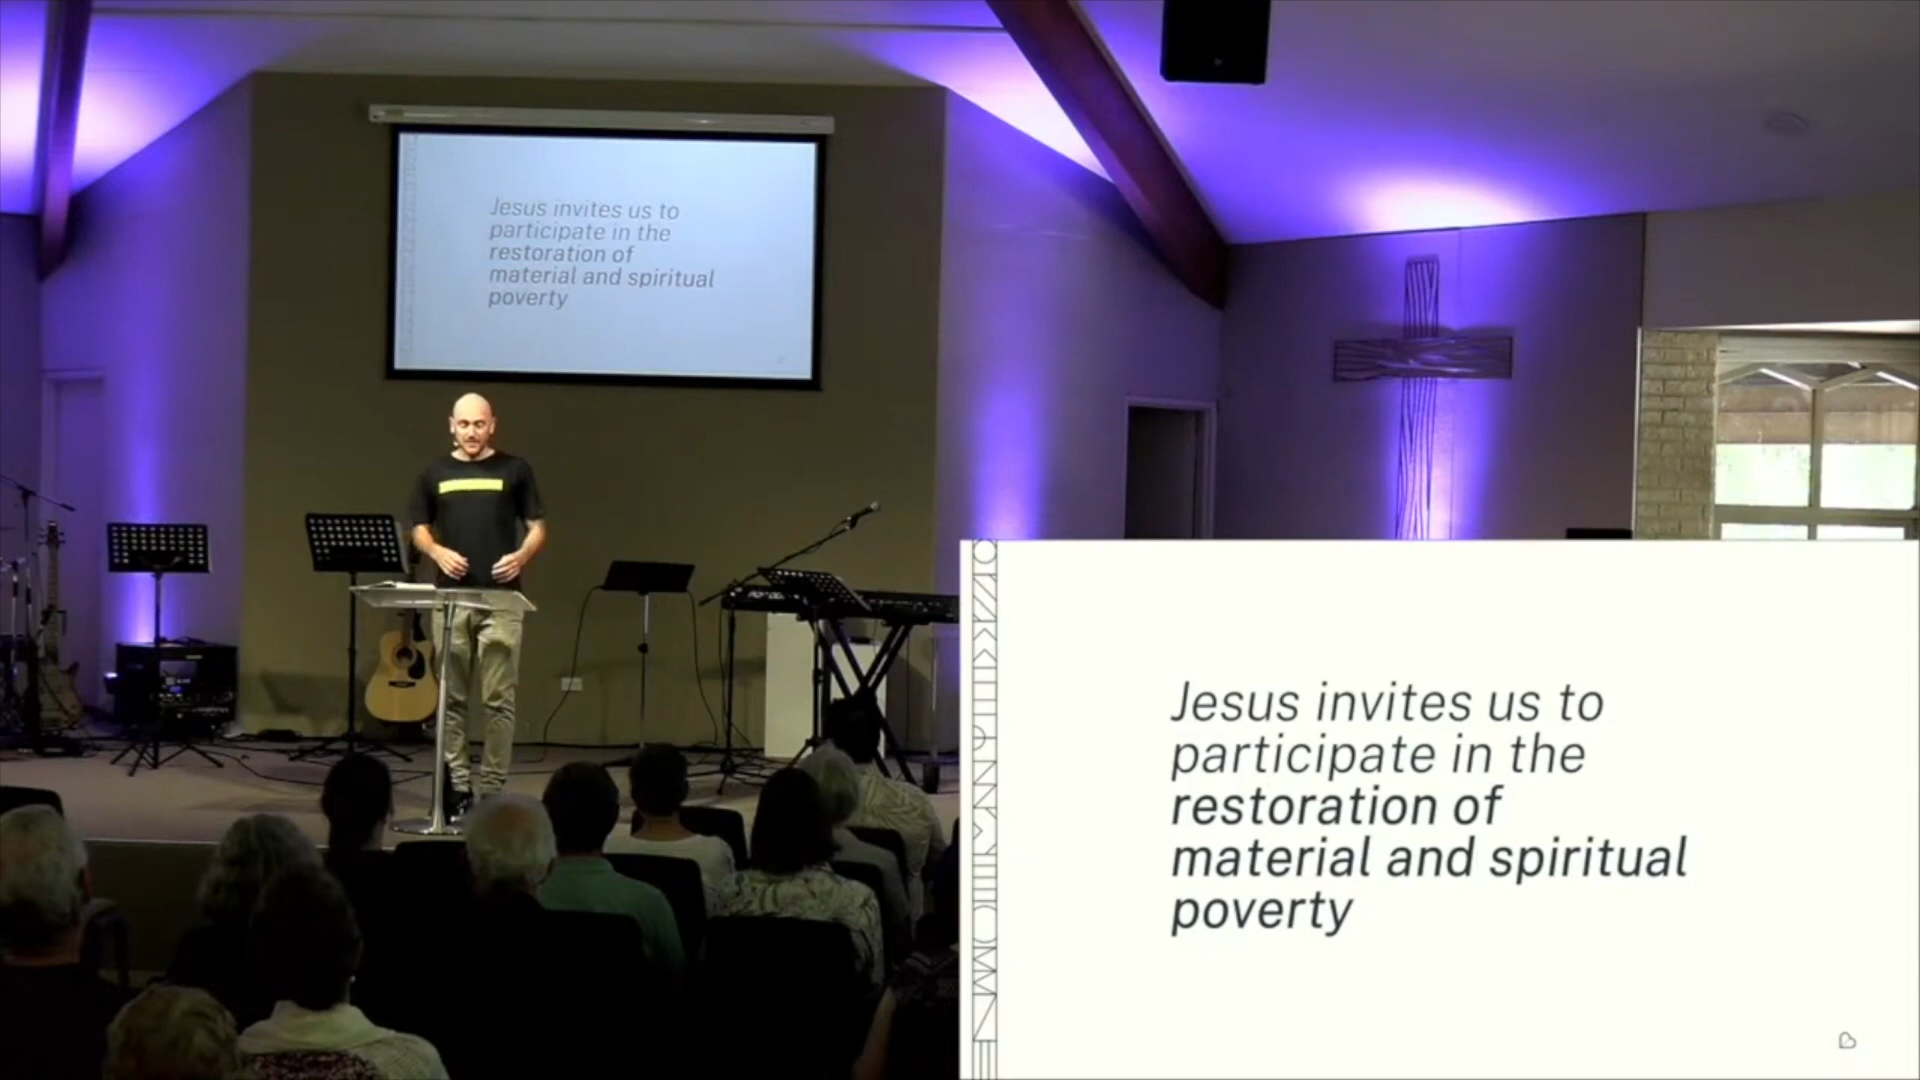 Jesus invites us to
participate in the
restoration of
material and spiritual
poverty
Jesus invites us to
participate in the
restoration of
material and spiritual
poverty